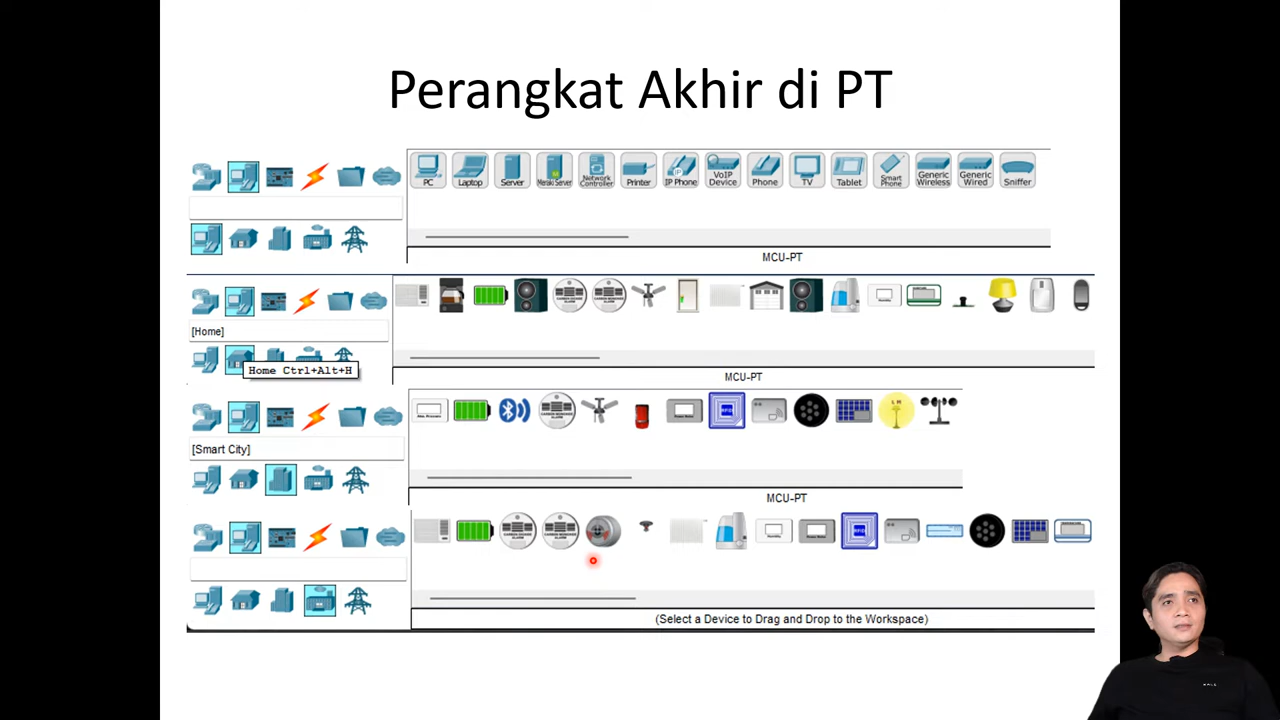 Perangkat Akhir di PT
PC
Laptop
Server
Meraki Server
Network
Controller
Printer
IP Phone
VoIP
Device
Phone
TV
Tablet
Smart
Phone
Generic
Wireless
Generic
Wired
Sniffer
MCU-PT
[Home]
Home Ctrl+Alt+H
MCU-PT
[Smart City]
MCU-PT
(Select a Device to Drag and Drop to the Workspace)